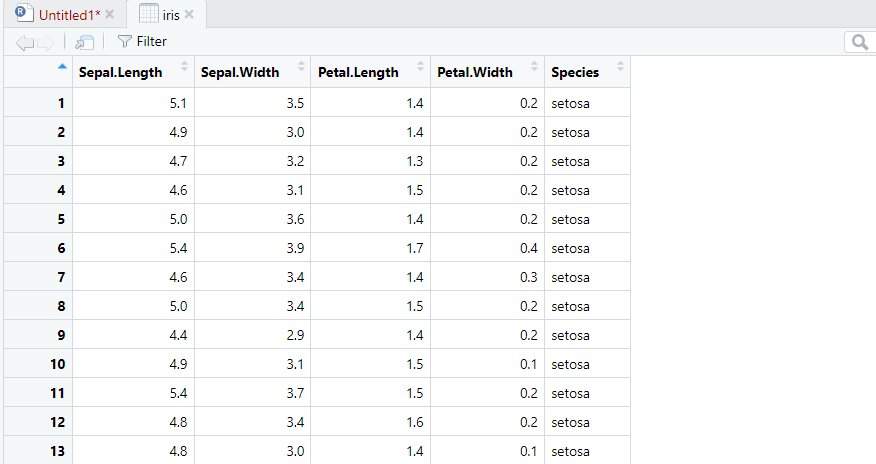 R Untitled1* iris
Filter
Sepal.Length Sepal.Width Petal.Length Petal.Width Species
1 5.1 3.5 1.4 0.2 setosa
2 4.9 3.0 1.4 0.2 setosa
3 4.7 3.2 1.3 0.2 setosa
4 4.6 3.1 1.5 0.2 setosa
5 5.0 3.6 1.4 0.2 setosa
6 5.4 3.9 1.7 0.4 setosa
7 4.6 3.4 1.4 0.3 setosa
8 5.0 3.4 1.5 0.2 setosa
9 4.4 2.9 1.4 0.2 setosa
10 4.9 3.1 1.5 0.1 setosa
11 5.4 3.7 1.5 0.2 setosa
12 4.8 3.4 1.6 0.2 setosa
13 4.8 3.0 1.4 0.1 setosa